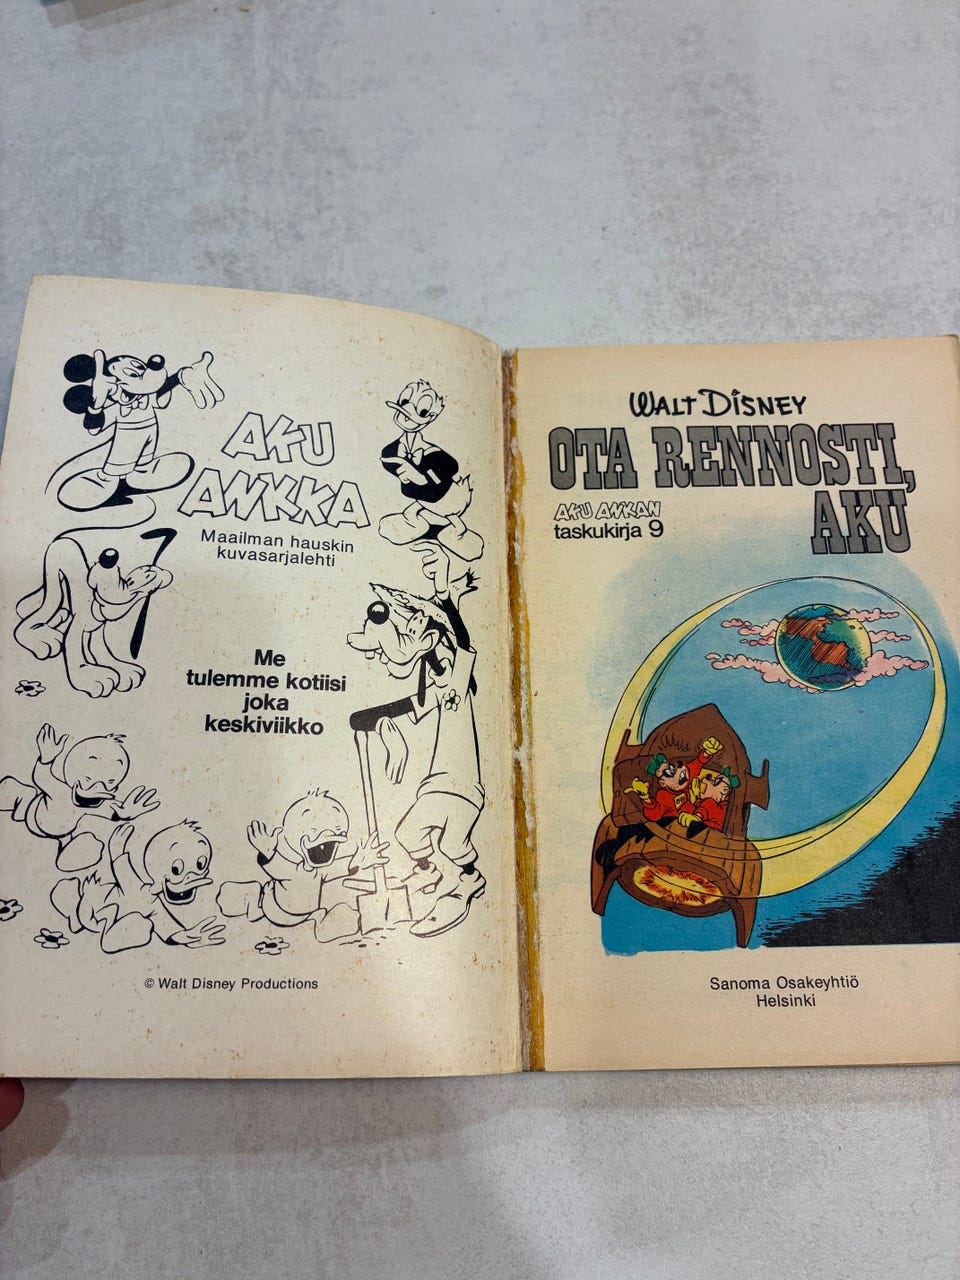 AKU
ANKKA
Maailman hauskin
kuvasarjalehti
Me
tulemme kotiisi
joka
keskiviikko
© Walt Disney Productions
WALT DISNEY
OTA RENNOSTI,
AKU
AKU ANKAN
taskukirja 9
Sanoma Osakeyhtiö
Helsinki